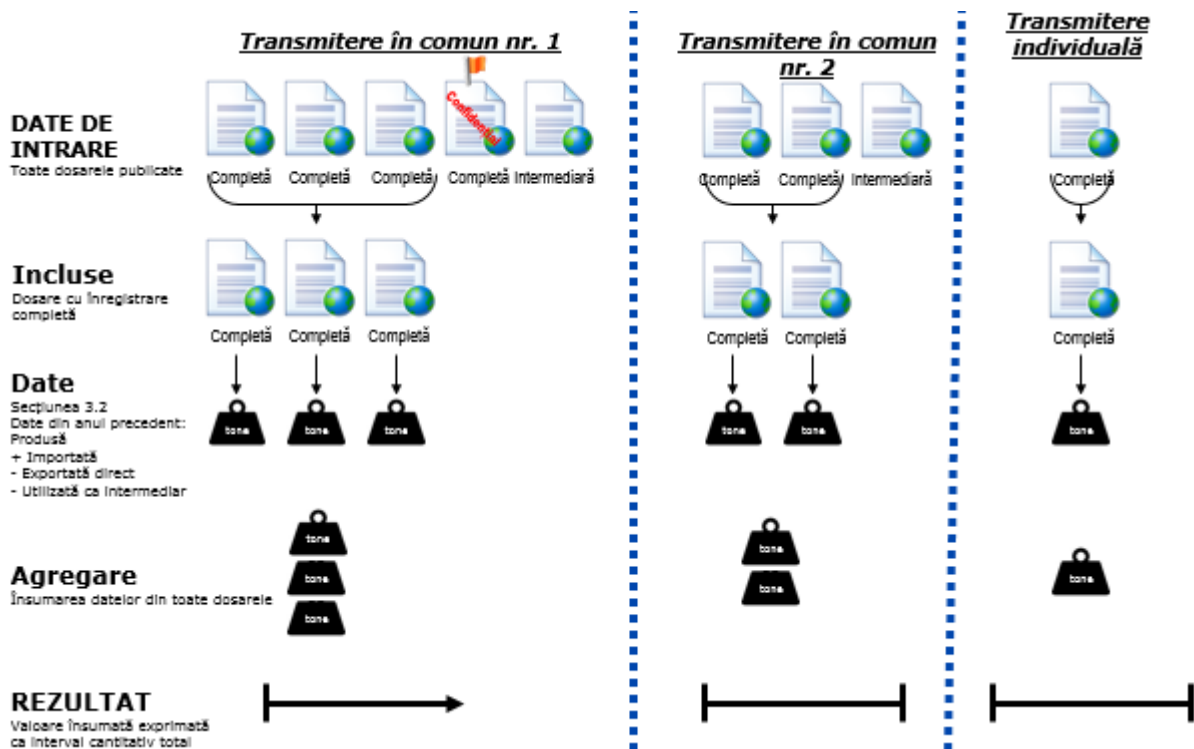 Transmitere în comun nr. 1
Transmitere în comun
nr. 2
Transmitere
individuală
DATE DE
INTRARE
Toate dosarele publicate
Confidențial
Completă Completă Completă Completă Intermediară
Completă Completă Intermediară
Completă
Incluse
Dosare cu înregistrare
completă
Completă Completă Completă
Completă Completă
Completă
Date
Secțiunea 3.2
Date din anul precedent:
Produsă
+ Importată
- Exportată direct
- Utilizată ca intermediar
tone tone tone
tone tone
tone
Agregare
Însumarea datelor din toate dosarele
tone
tone
tone
tone
tone
tone
REZULTAT
Valoare însumată exprimată
ca interval cantitativ total